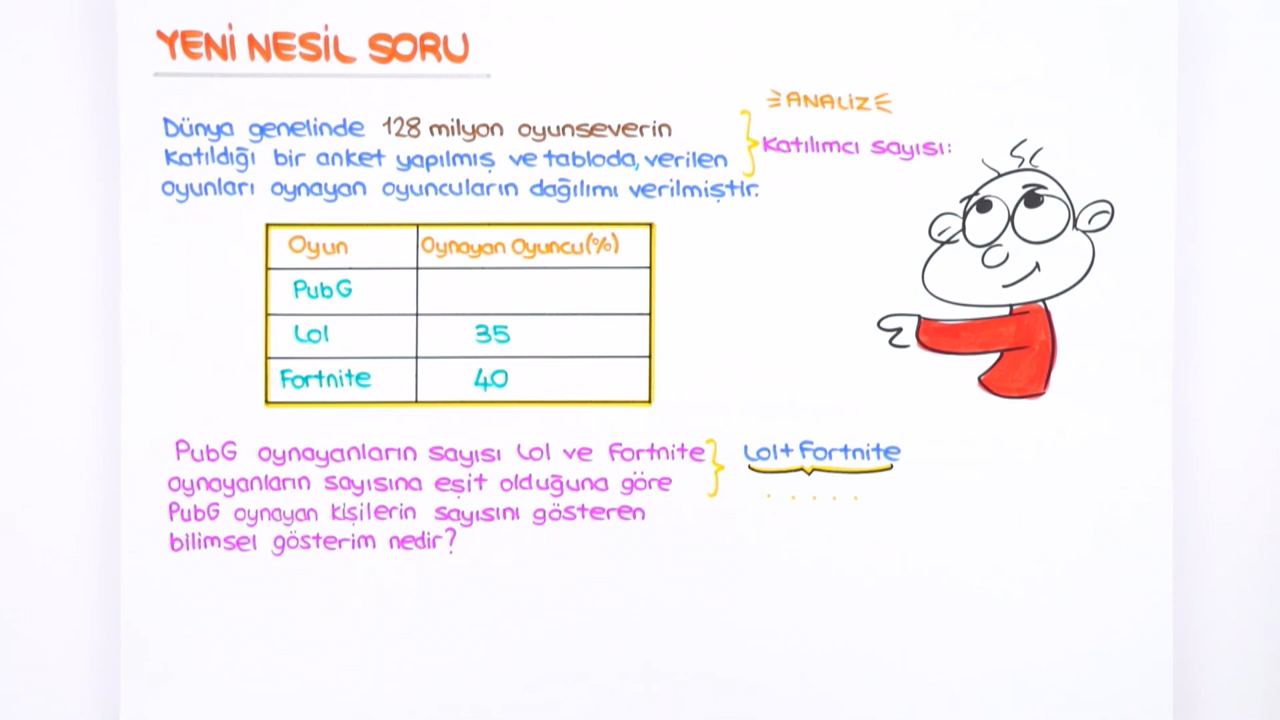 YENİ NESİL SORU
ANALİZ
Dünya genelinde 128 milyon oyunseverin
katıldığı bir anket yapılmış ve tabloda, verilen
oyunları oynayan oyuncuların dağılımı verilmiştir.
Katılımcı sayısı:
Oyun Oynayan Oyuncu(%)
PubG
Lol 35
Fortnite 40
PubG oynayanların sayısı Lol ve Fortnite
oynayanların sayısına eşit olduğuna göre
PubG oynayan kişilerin sayısını gösteren
bilimsel gösterim nedir?
Lol+Fortnite
.....